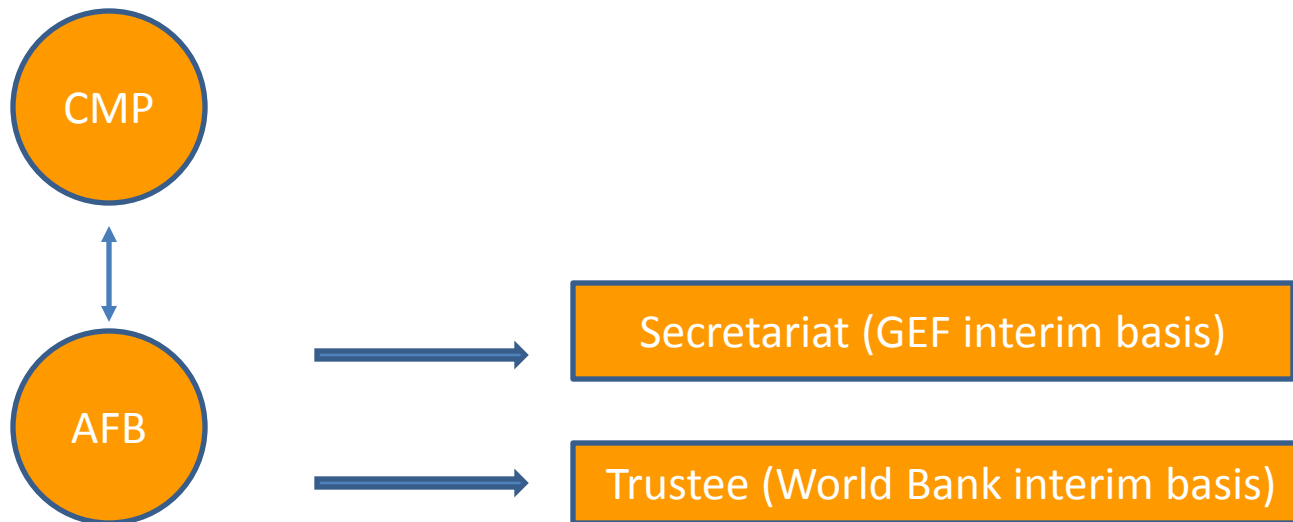 CMP
Secretariat (GEF interim basis)
AFB
Trustee (World Bank interim basis)